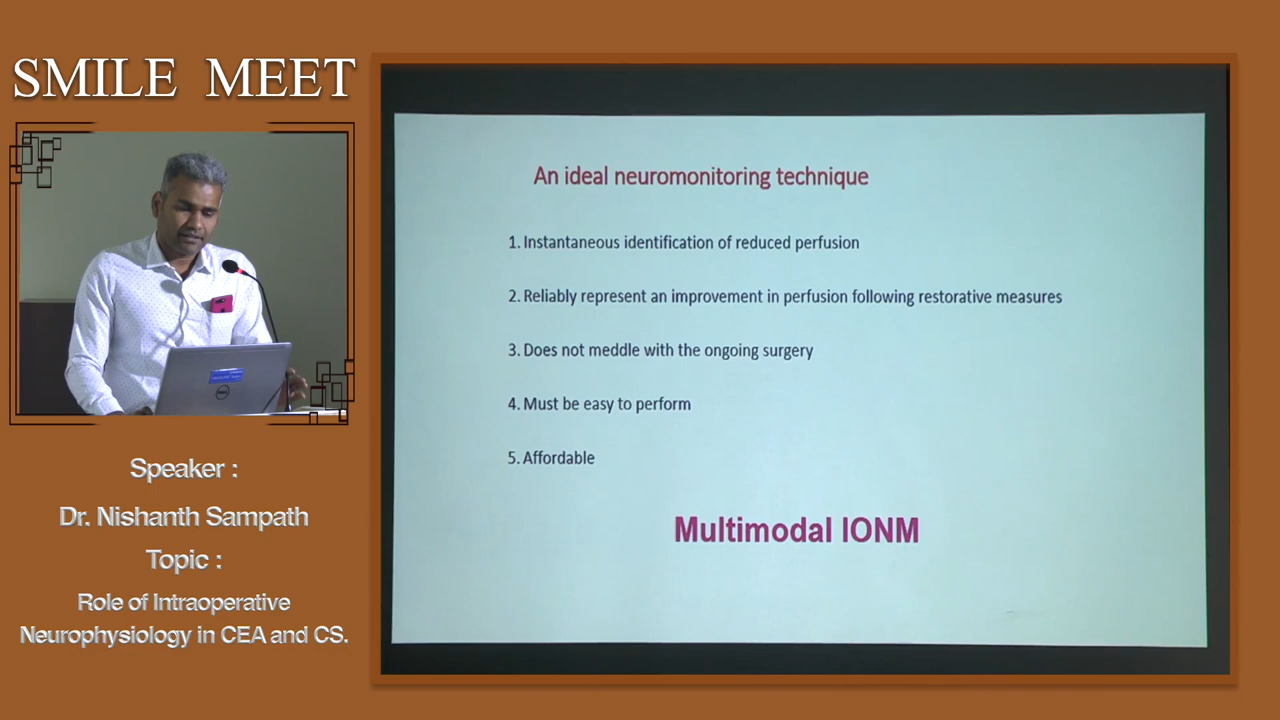 SMILE MEET
Speaker :
Dr. Nishanth Sampath
Topic :
Role of Intraoperative
Neurophysiology in CEA and CS.
An ideal neuromonitoring technique
1. Instantaneous identification of reduced perfusion
2. Reliably represent an improvement in perfusion following restorative measures
3. Does not meddle with the ongoing surgery
4. Must be easy to perform
5. Affordable
Multimodal IONM